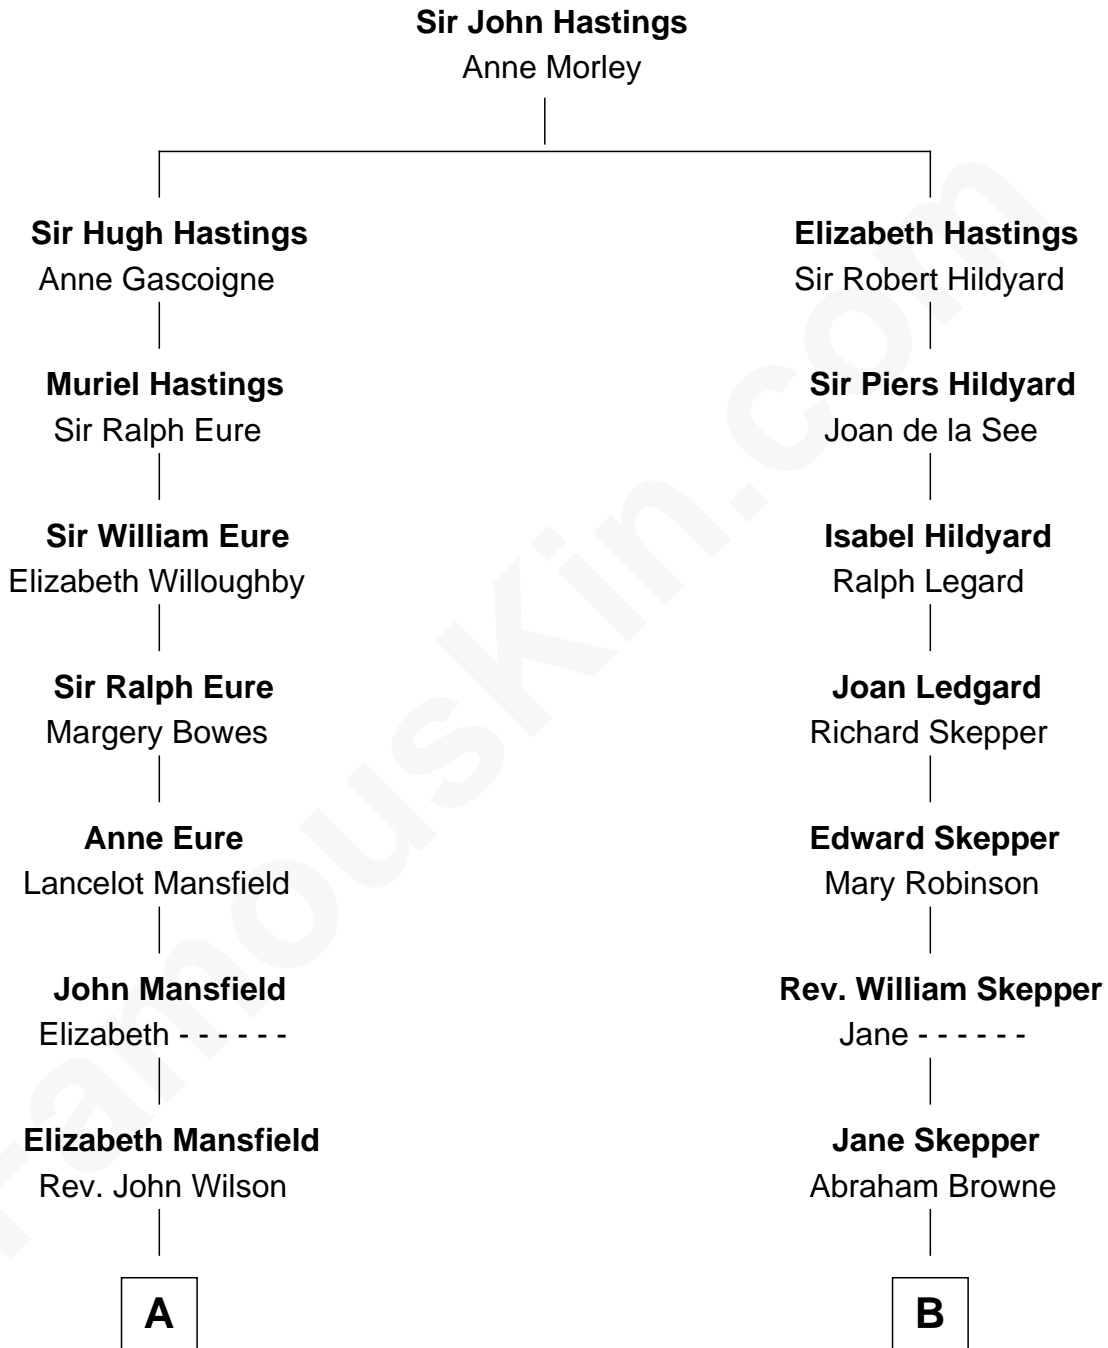 Sir John Hastings
Anne Morley
Sir Hugh Hastings
Anne Gascoigne
Muriel Hastings
Sir Ralph Eure
Sir William Eure
Elizabeth Willoughby
Sir Ralph Eure
Margery Bowes
Anne Eure
Lancelot Mansfield
John Mansfield
Elizabeth - - - - - -
Elizabeth Mansfield
Rev. John Wilson
A
Elizabeth Hastings
Sir Robert Hildyard
Sir Piers Hildyard
Joan de la See
Isabel Hildyard
Ralph Legard
Joan Ledgard
Richard Skepper
Edward Skepper
Mary Robinson
Rev. William Skepper
Jane - - - - - -
Jane Skepper
Abraham Browne
B
FamousKin.com